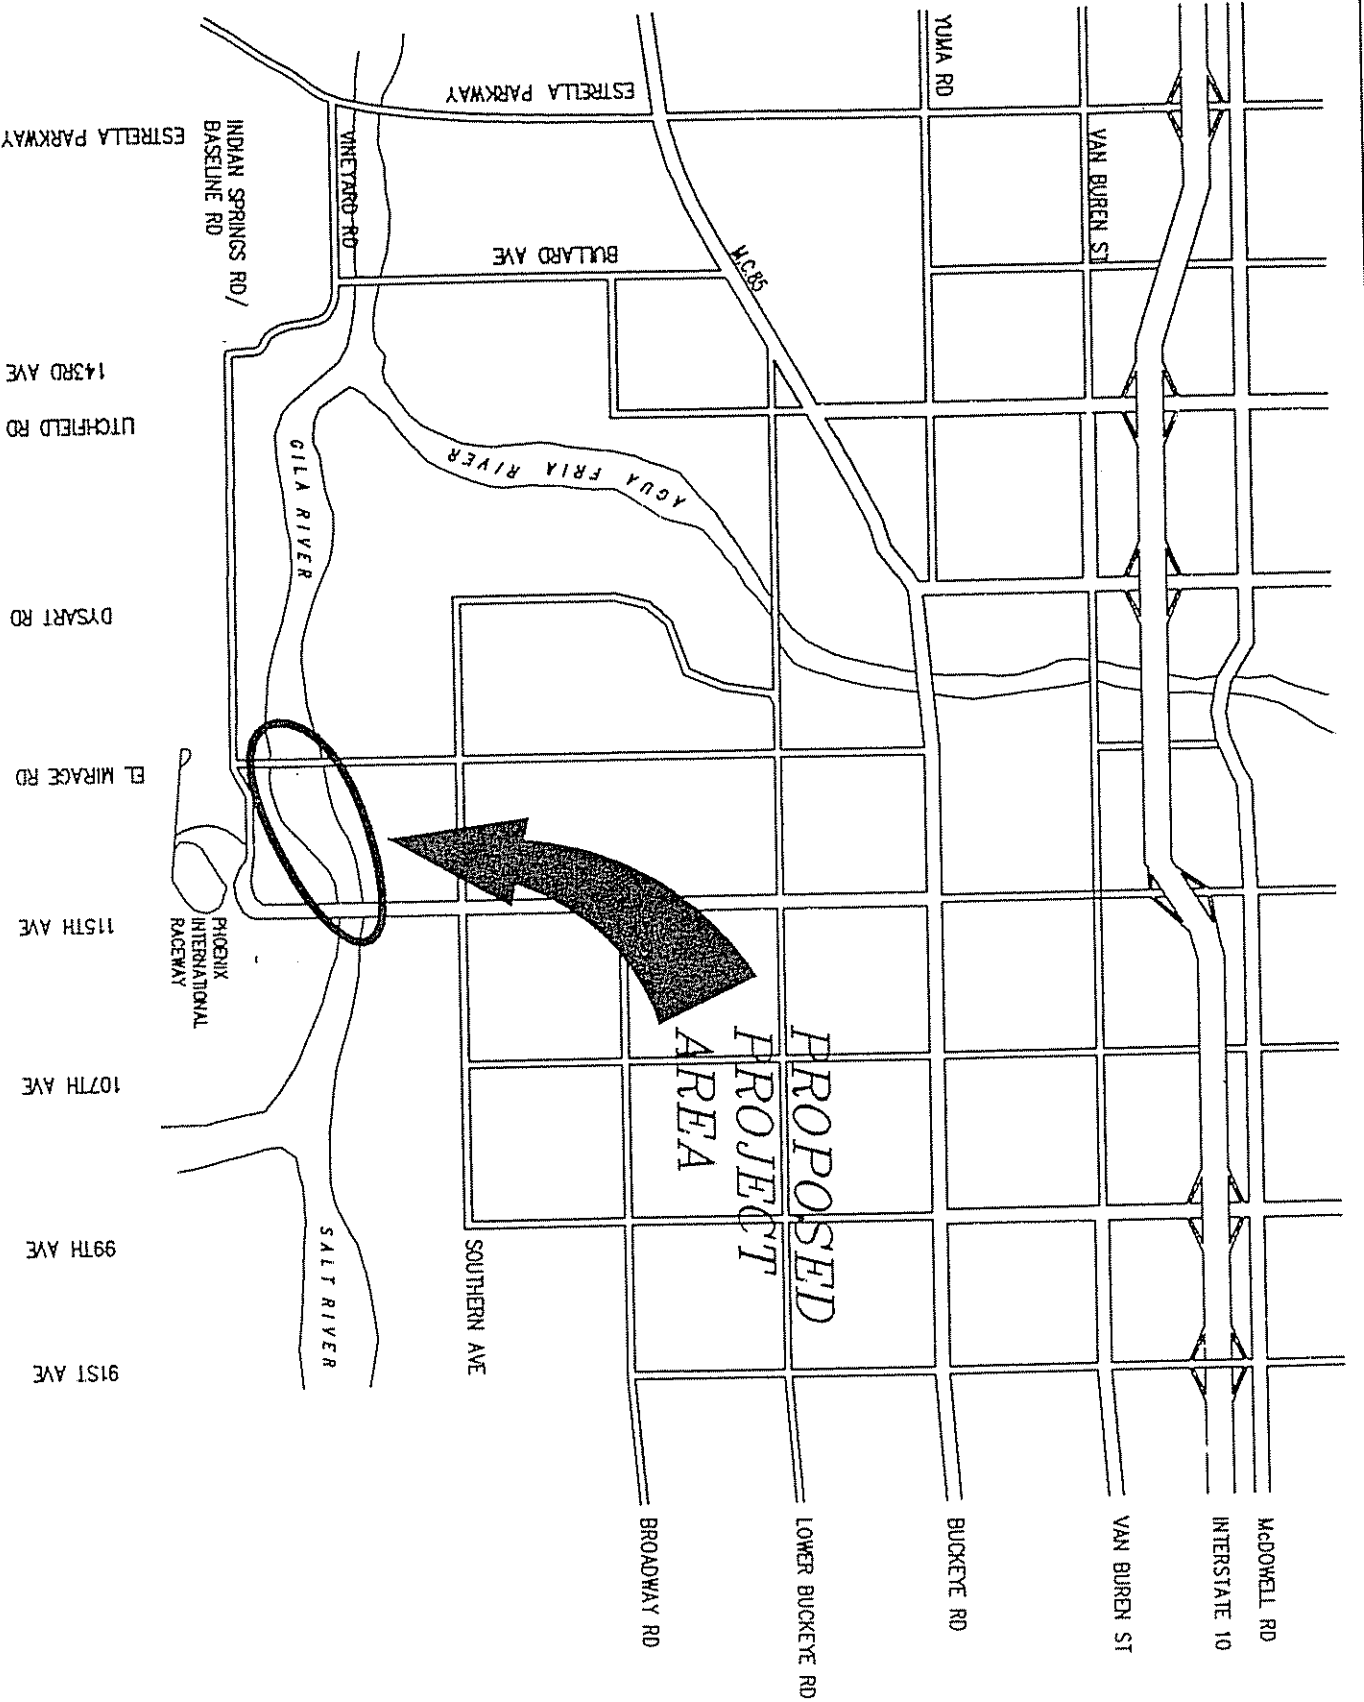 McDOWELL RD
INTERSTATE 10
VAN BUREN ST
BUCKEYE RD
LOWER BUCKEYE RD
BROADWAY RD
YUMA RD
VAN BUREN ST
M.C.85
ESTRELLA PARKWAY
BULLARD AVE
VINEYARD RD
INDIAN SPRINGS RD/
BASELINE RD
AGUA FRIA RIVER
GILA RIVER
SALT RIVER
SOUTHERN AVE
PROPOSED
PROJECT
AREA
PHOENIX
INTERNATIONAL
RACEWAY
ESTRELLA PARKWAY
143RD AVE
LITCHFIELD RD
DYSART RD
EL MIRAGE RD
115TH AVE
107TH AVE
99TH AVE
91ST AVE